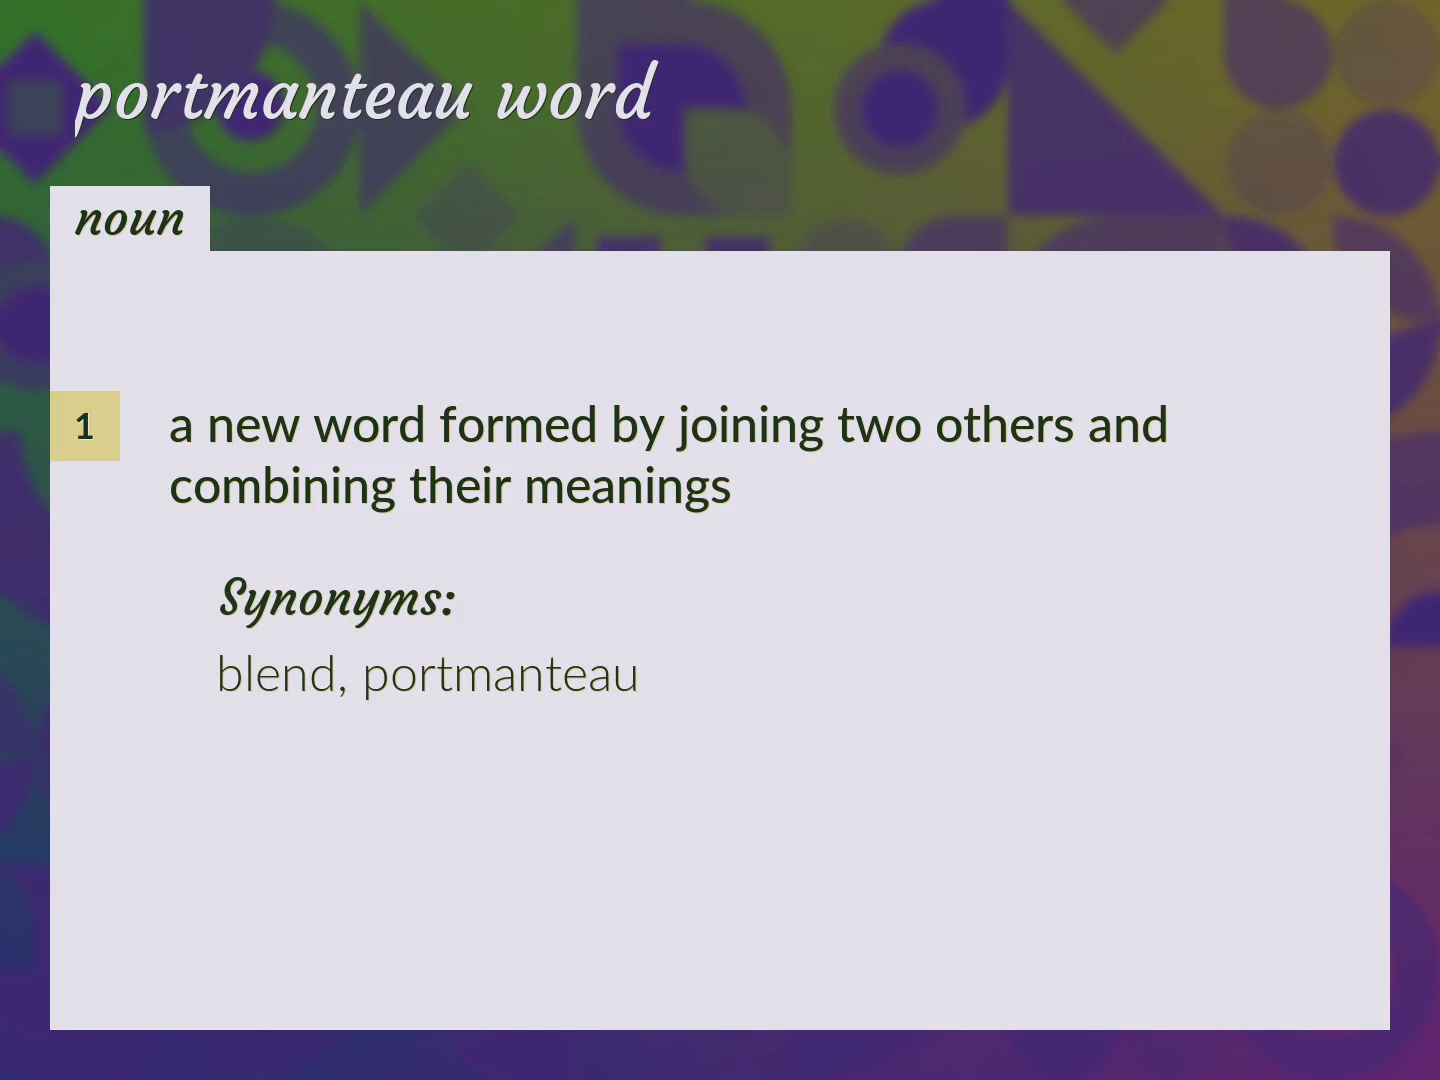 portmanteau word
noun
1
a new word formed by joining two others and
combining their meanings
Synonyms:
blend, portmanteau